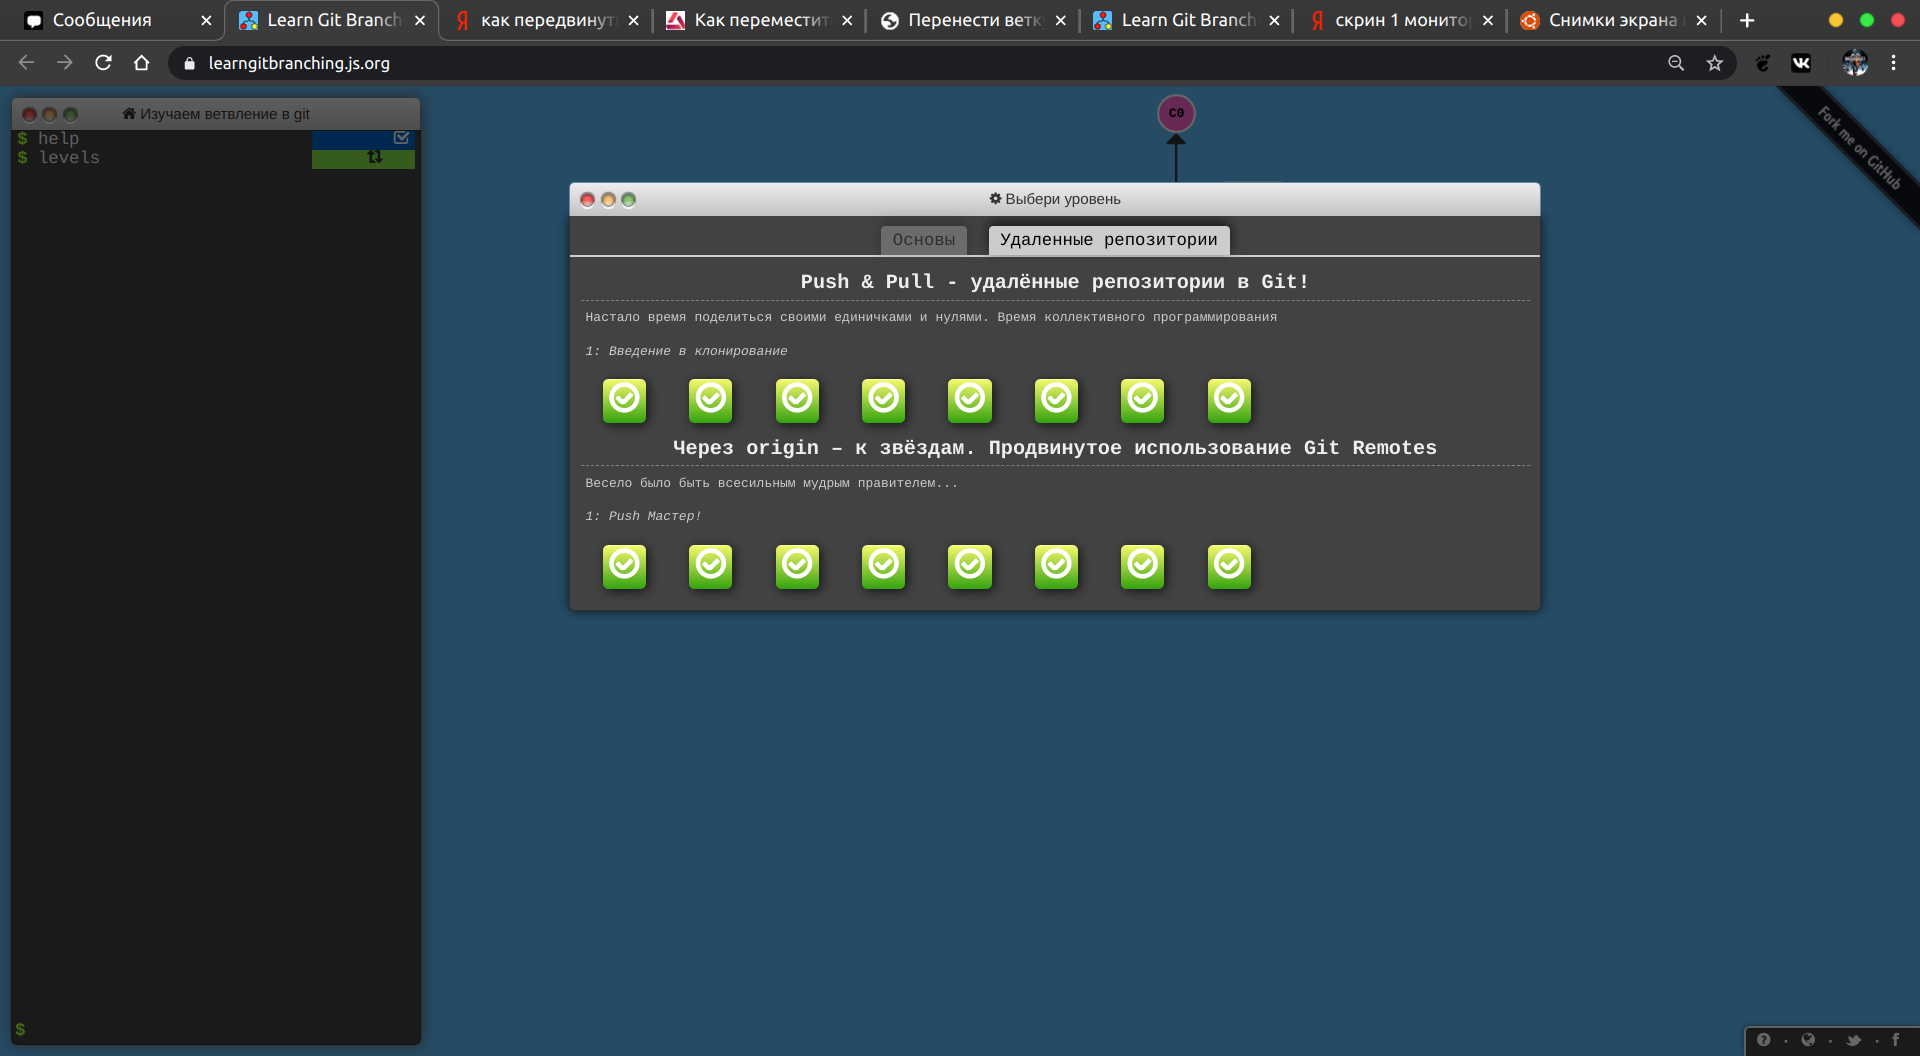 Сообщения
Learn Git Branch
как передвинут
Как переместит
Перенести ветк
Learn Git Branch
скрин 1 монито
Снимки экрана
learngitbranching.js.org
Изучаем ветвление в git
$ help
$ levels
$
C0
Fork me on GitHub
Выбери уровень
Основы
Удаленные репозитории
Push & Pull - удалённые репозитории в Git!
Настало время поделиться своими единичками и нулями. Время коллективного программирования
1: Введение в клонирование
Через origin – к звёздам. Продвинутое использование Git Remotes
Весело было быть всесильным мудрым правителем...
1: Push Мастер!